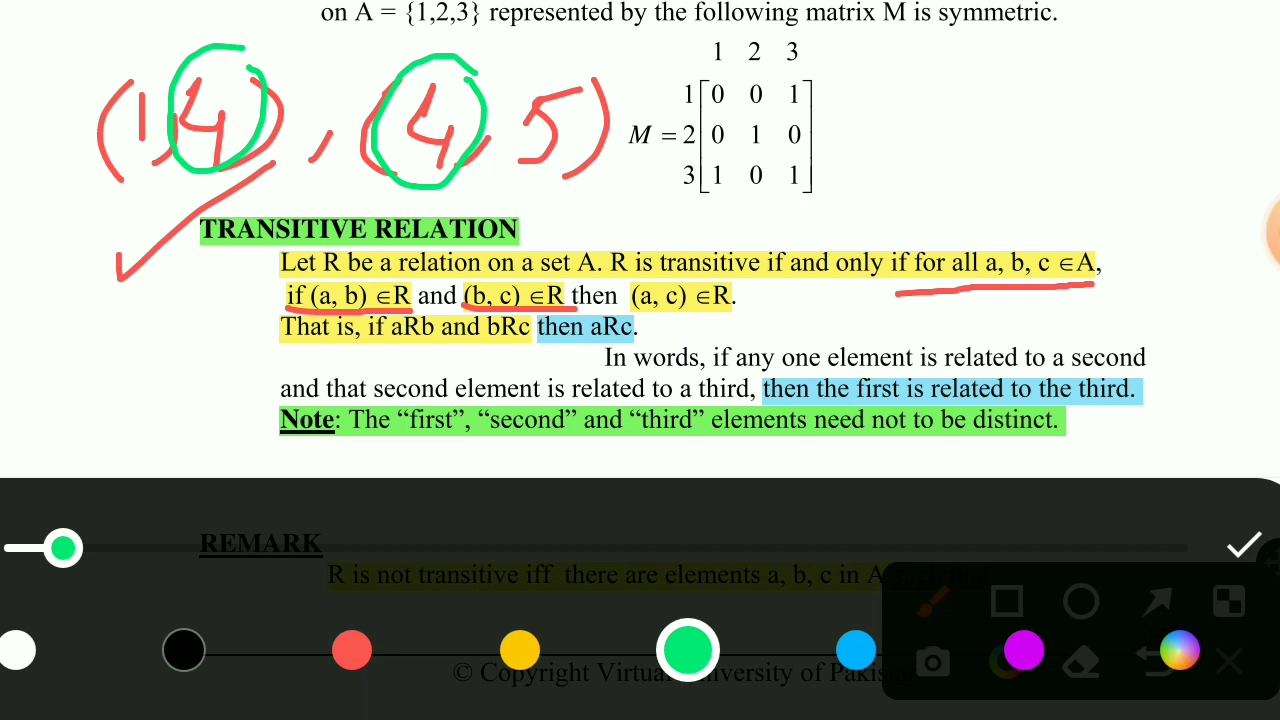 on A = {1,2,3} represented by the following matrix M is symmetric.
1 2 3
(1,4), (4,5)
1 [0 0 1]
M = 2 [0 1 0]
3 [1 0 1]
TRANSITIVE RELATION
Let R be a relation on a set A. R is transitive if and only if for all a, b, c ∈A,
if (a, b) ∈R and (b, c) ∈R then (a, c) ∈R.
That is, if aRb and bRc then aRc.
In words, if any one element is related to a second
and that second element is related to a third, then the first is related to the third.
Note: The “first”, “second” and “third” elements need not to be distinct.
REMARK
R is not transitive iff there are elements a, b, c in A
© Copyright Virtual University of Pakistan